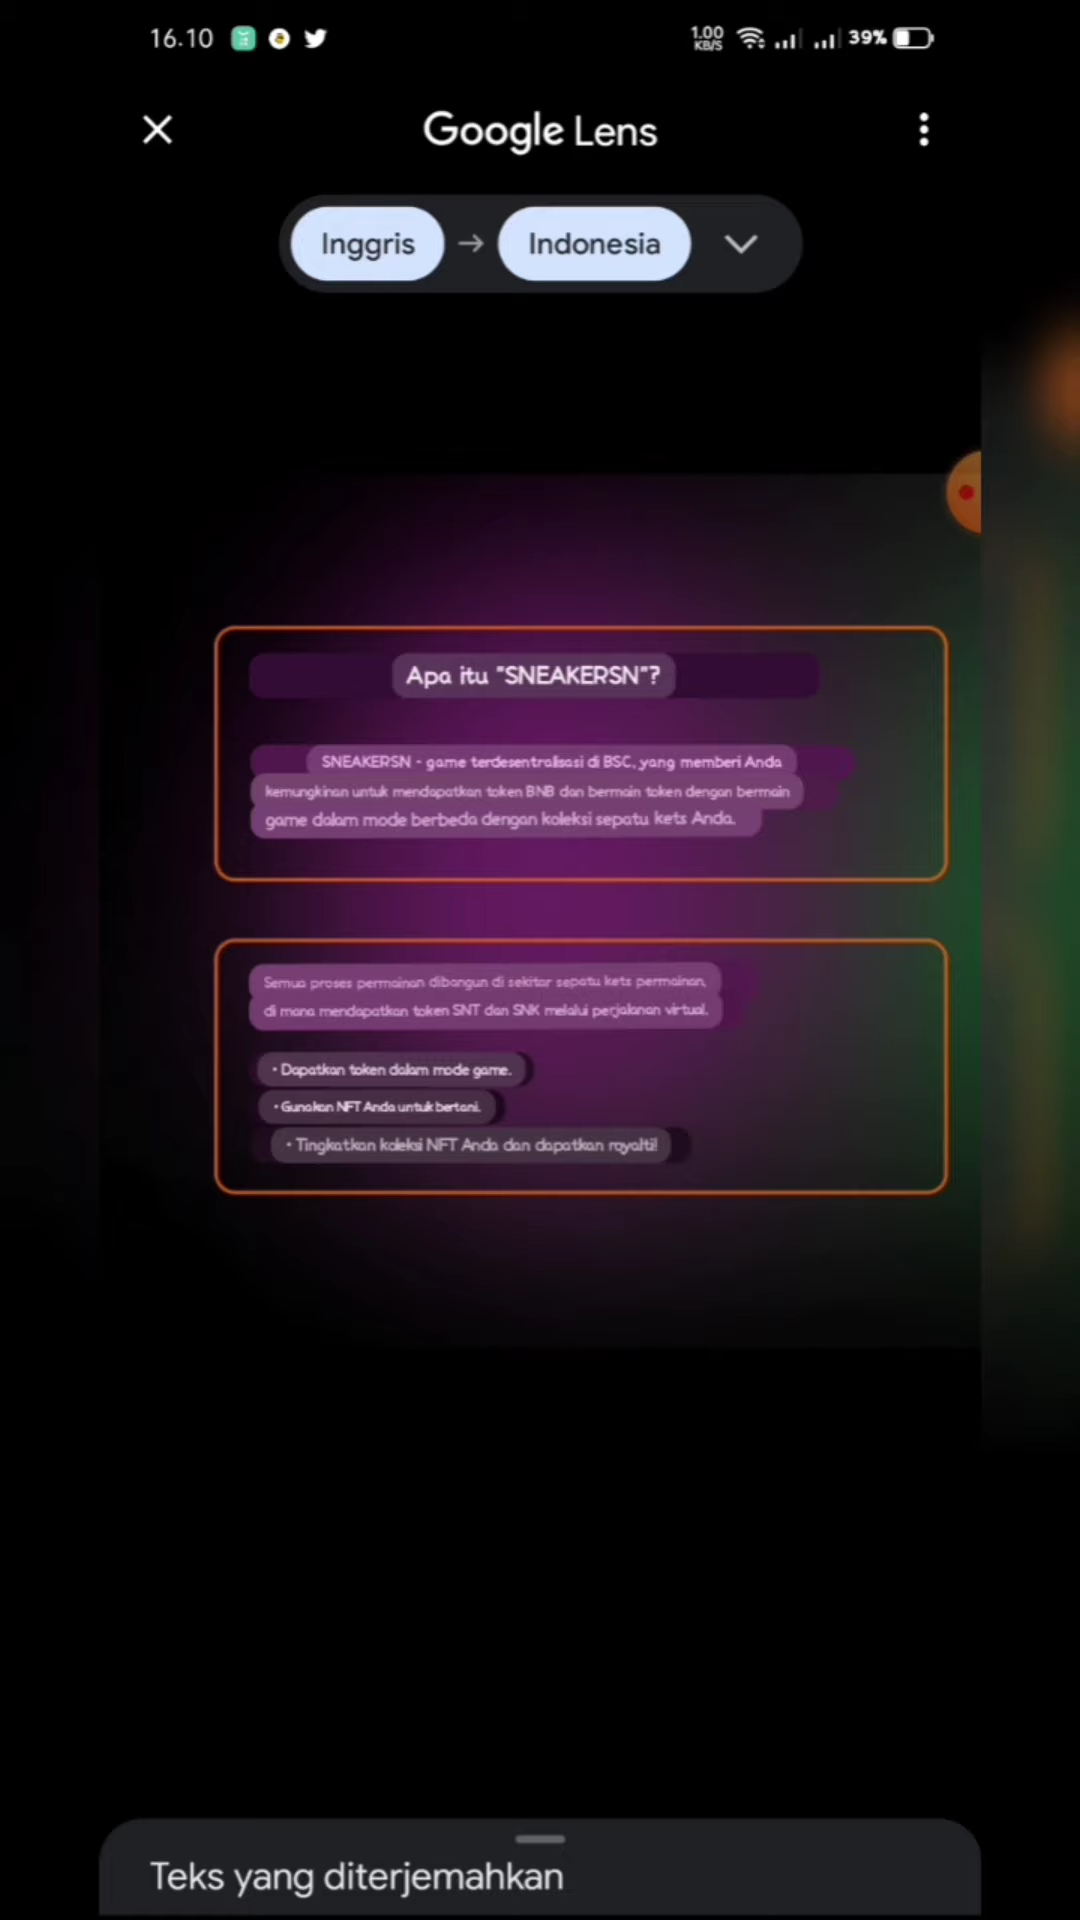 16.10
1.00
KB/S
39%
Google Lens
Inggris → Indonesia
Apa itu "SNEAKERSN"?
SNEAKERSN - game terdesentralisasi di BSC, yang memberi Anda
kemungkinan untuk mendapatkan token BNB dan bermain token dengan bermain
game dalam mode berbeda dengan koleksi sepatu kets Anda.
Semua proses permainan dibangun di sekitar sepatu kets permainan,
di mana mendapatkan token SNT dan SNK melalui perjalanan virtual.
• Dapatkan token dalam mode game.
• Gunakan NFT Anda untuk bertani.
• Tingkatkan koleksi NFT Anda dan dapatkan royalti!
Teks yang diterjemahkan